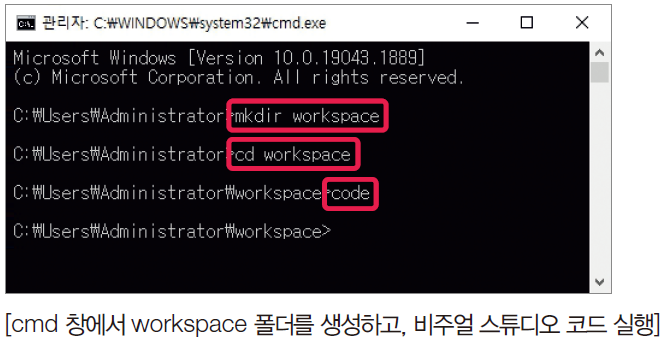 관리자: C:₩WINDOWS₩system32₩cmd.exe
Microsoft Windows [Version 10.0.19043.1889]
(c) Microsoft Corporation. All rights reserved.
C:₩Users₩Administrator>mkdir workspace
C:₩Users₩Administrator>cd workspace
C:₩Users₩Administrator₩workspace>code
C:₩Users₩Administrator₩workspace>
[cmd 창에서 workspace 폴더를 생성하고, 비주얼 스튜디오 코드 실행]